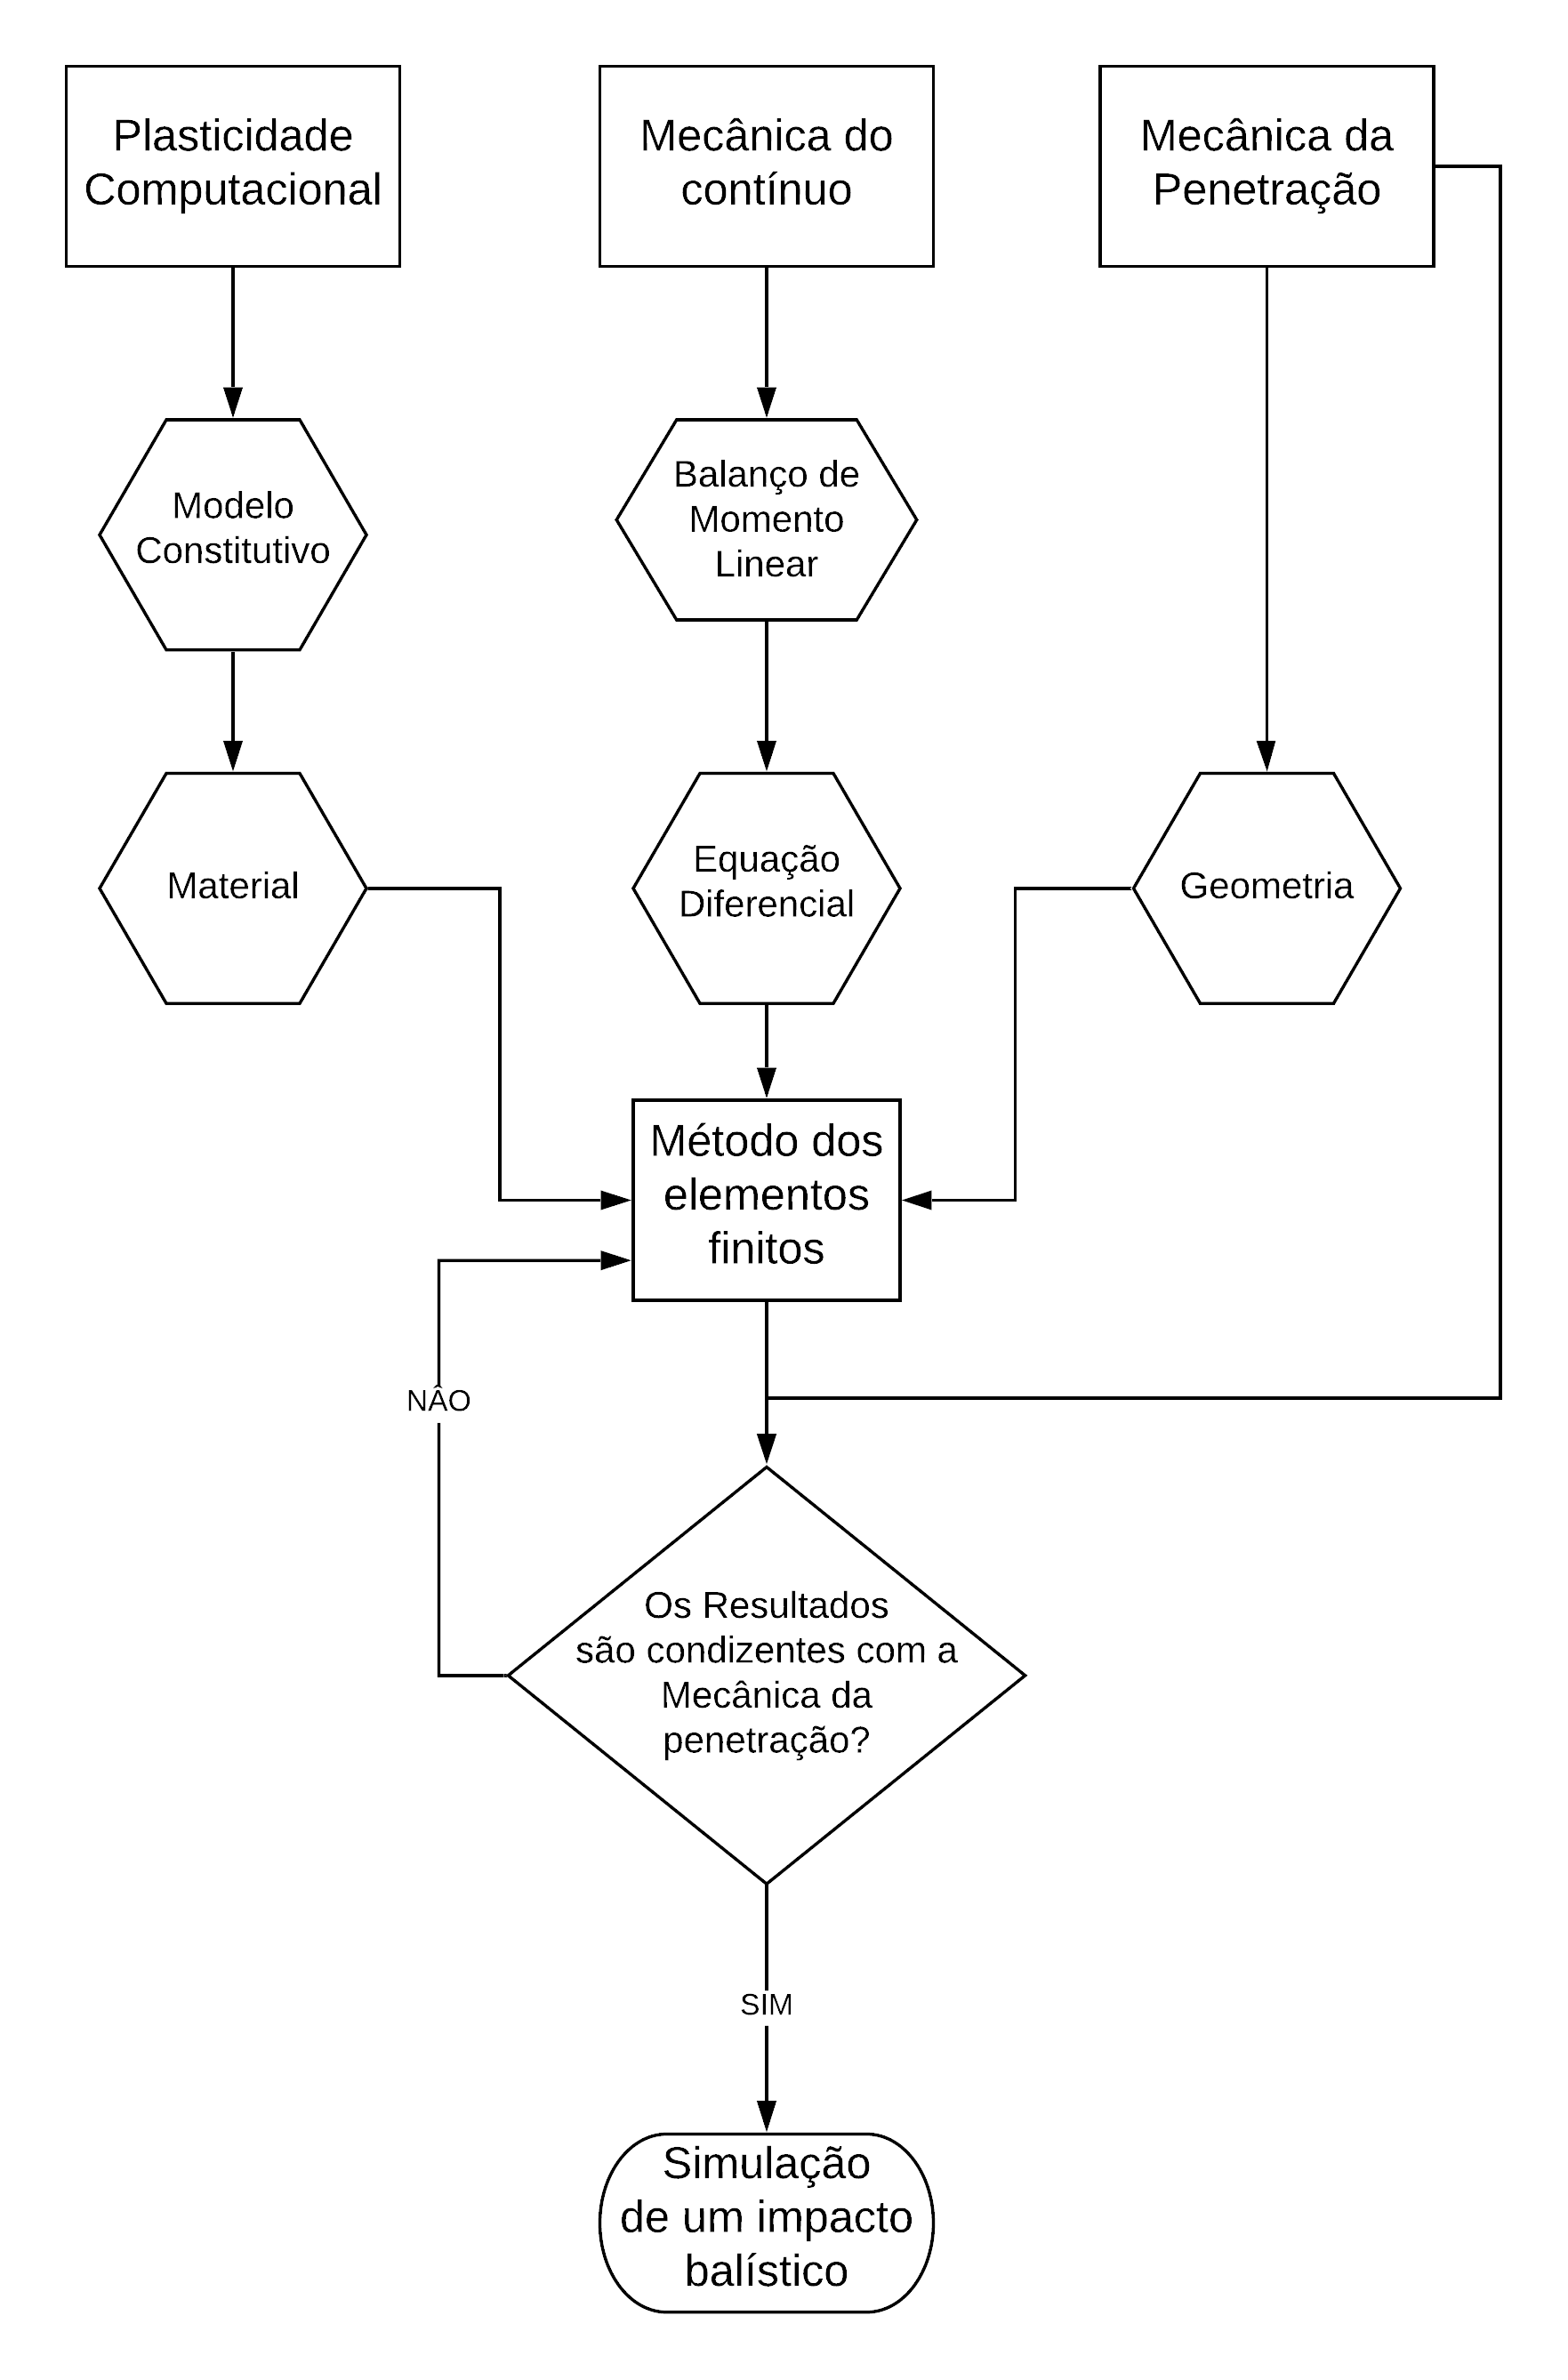 Plasticidade
Computacional
Mecânica do
contínuo
Mecânica da
Penetração
Modelo
Constitutivo
Balanço de
Momento
Linear
Material
Equação
Diferencial
Geometria
Método dos
elementos
finitos
NÃO
Os Resultados
são condizentes com a
Mecânica da
penetração?
SIM
Simulação
de um impacto
balístico